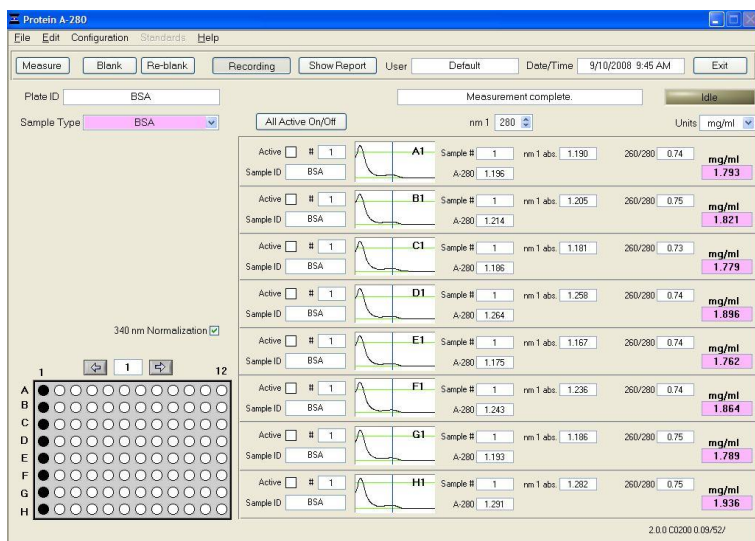 Protein A-280
File Edit Configuration Standards Help
Measure Blank Re-blank Recording Show Report User Default Date/Time 9/10/2008 9:45 AM Exit
Plate ID BSA Measurement complete. Idle
Sample Type BSA All Active On/Off nm 1 280 Units mg/ml
Active # 1 A1 Sample # 1 nm 1 abs. 1.190 260/280 0.74 mg/ml
Sample ID BSA A-280 1.196 1.793
Active # 1 B1 Sample # 1 nm 1 abs. 1.205 260/280 0.75 mg/ml
Sample ID BSA A-280 1.214 1.821
Active # 1 C1 Sample # 1 nm 1 abs. 1.181 260/280 0.73 mg/ml
Sample ID BSA A-280 1.186 1.779
Active # 1 D1 Sample # 1 nm 1 abs. 1.258 260/280 0.74 mg/ml
Sample ID BSA A-280 1.264 1.896
340 nm Normalization
Active # 1 E1 Sample # 1 nm 1 abs. 1.167 260/280 0.74 mg/ml
Sample ID BSA A-280 1.175 1.762
Active # 1 F1 Sample # 1 nm 1 abs. 1.236 260/280 0.74 mg/ml
Sample ID BSA A-280 1.243 1.864
Active # 1 G1 Sample # 1 nm 1 abs. 1.186 260/280 0.75 mg/ml
Sample ID BSA A-280 1.193 1.789
Active # 1 H1 Sample # 1 nm 1 abs. 1.282 260/280 0.75 mg/ml
Sample ID BSA A-280 1.291 1.936
1 1 12
A
B
C
D
E
F
G
H
2.0.0 C0200 0.09/52/